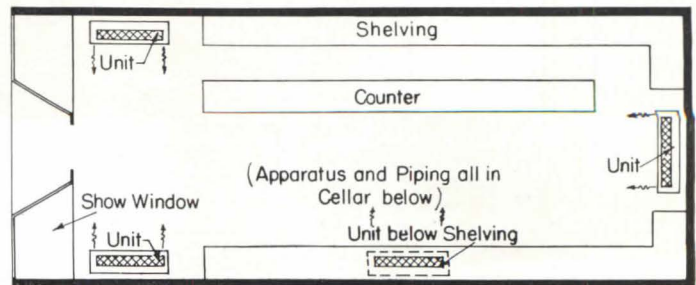 Shelving
Unit
Counter
Unit
(Apparatus and Piping all in
Cellar below)
Show Window
Unit
Unit below Shelving